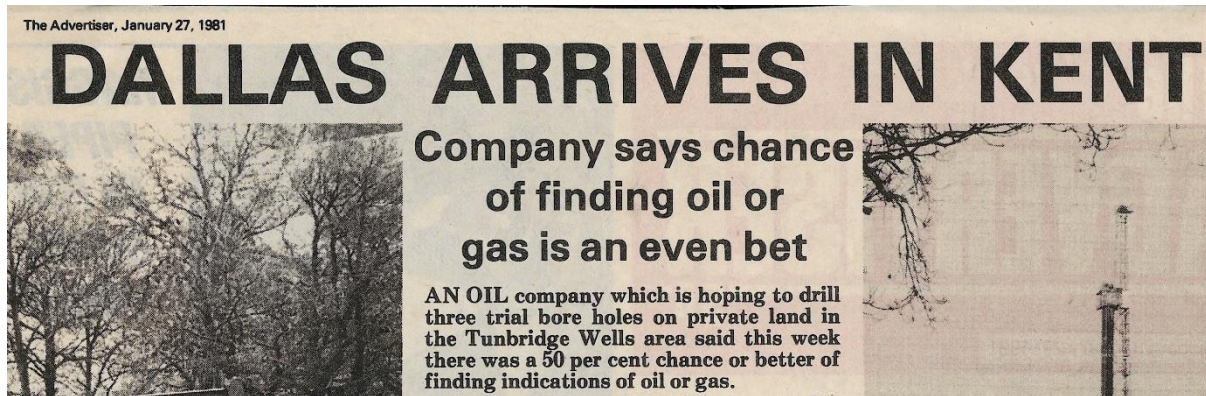 The Advertiser, January 27, 1981
DALLAS ARRIVES IN KENT
Company says chance
of finding oil or
gas is an even bet
AN OIL company which is hoping to drill
three trial bore holes on private land in
the Tunbridge Wells area said this week
there was a 50 per cent chance or better of
finding indications of oil or gas.